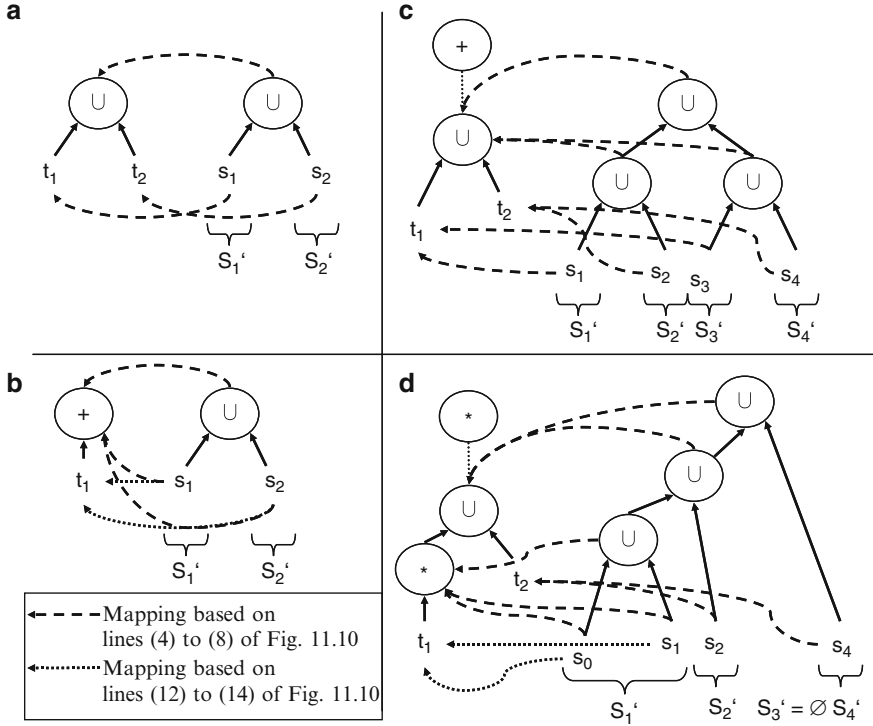 a
∪ ∪
t1 t2 s1 s2
S1‘ S2‘
c
+
∪ ∪
∪ ∪
t1 t2
s1 s2 s3 s4
S1‘ S2‘ S3‘ S4‘
b
+ ∪
t1 s1 s2
S1‘ S2‘
Mapping based on
lines (4) to (8) of Fig. 11.10
Mapping based on
lines (12) to (14) of Fig. 11.10
d
* ∪
∪
∪ ∪
*
t2
t1 s0 s1 s2 s4
S1‘ S2‘ S3‘ = ∅ S4‘